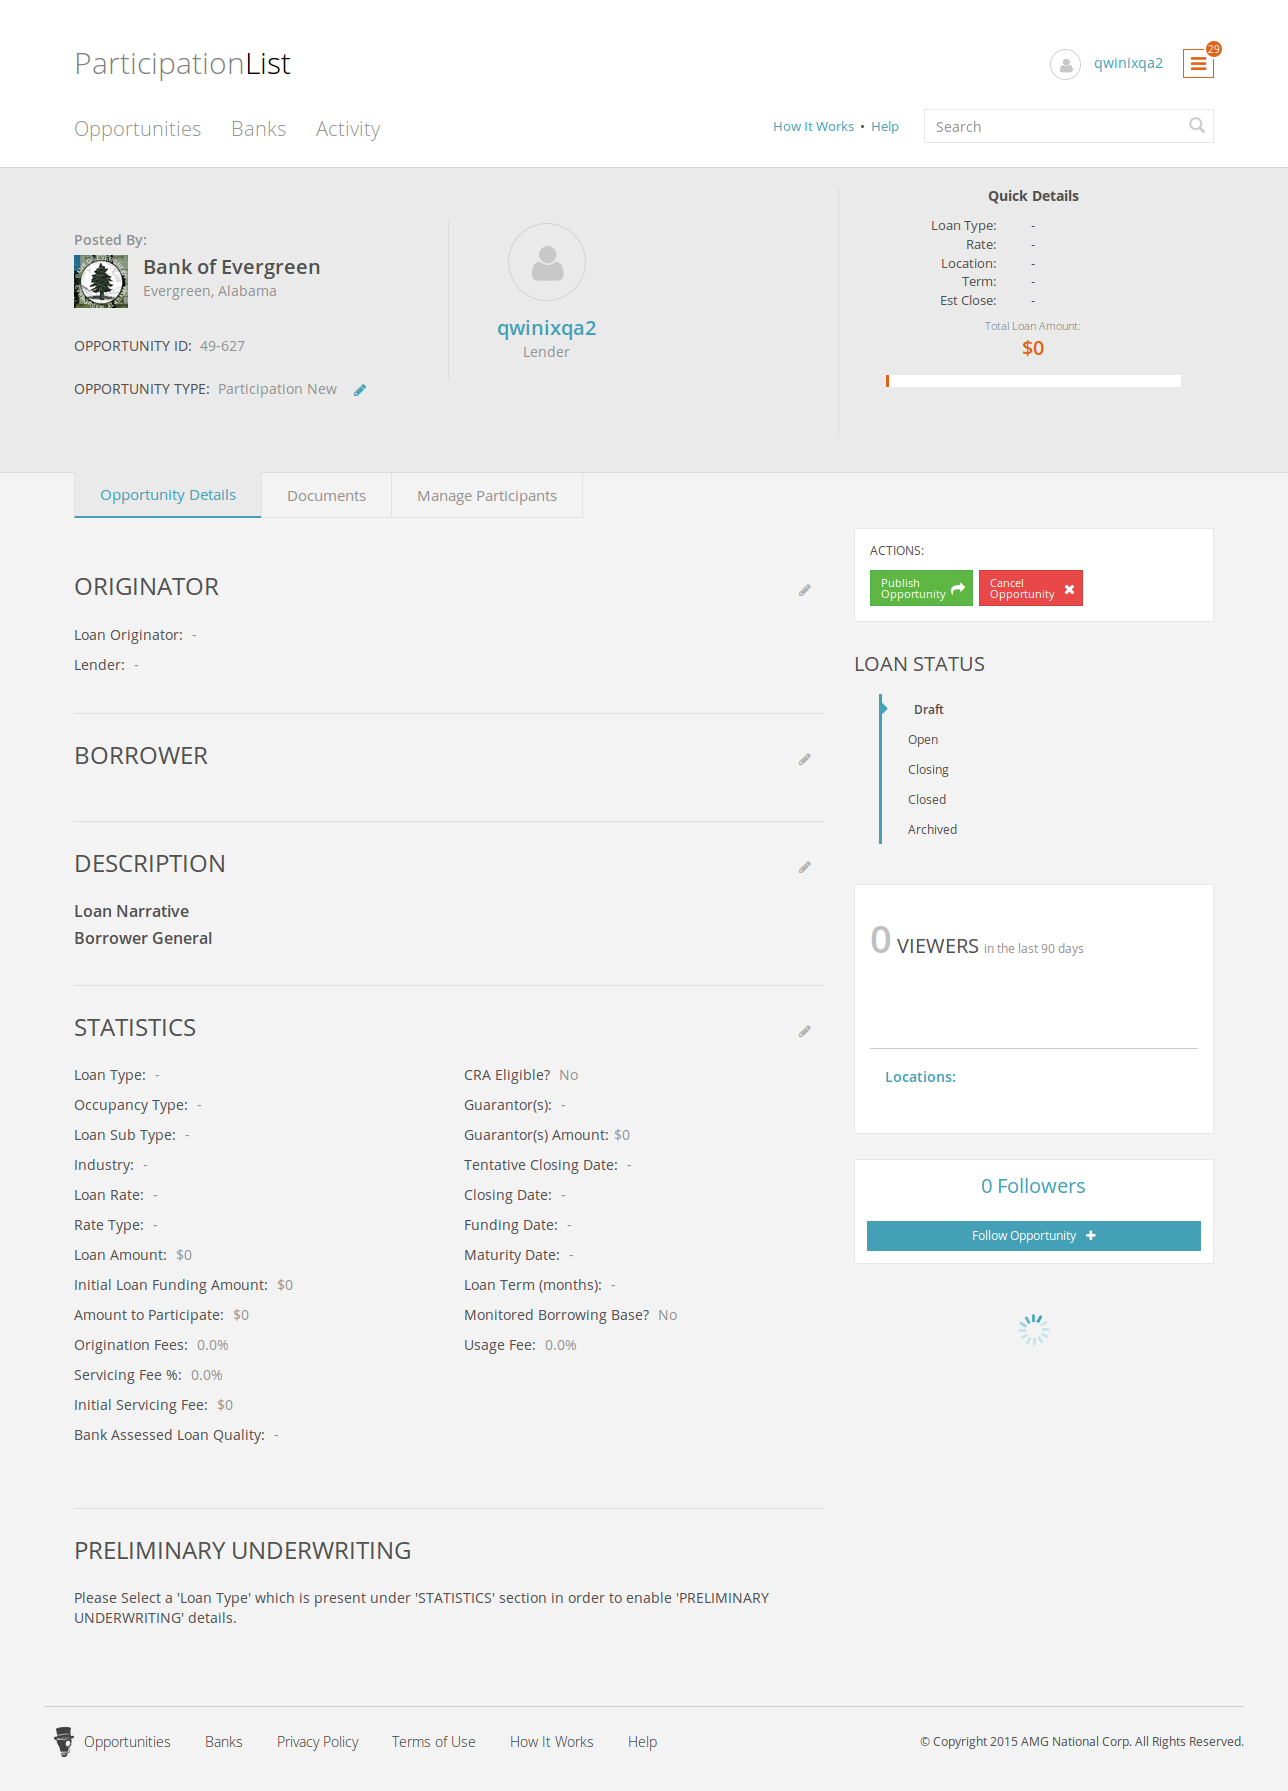 ParticipationList
qwinixqa2
29
Opportunities Banks Activity
How It Works • Help
Search
Posted By:
Bank of Evergreen
Evergreen, Alabama
OPPORTUNITY ID: 49-627
OPPORTUNITY TYPE: Participation New
qwinixqa2
Lender
Quick Details
Loan Type: -
Rate: -
Location: -
Term: -
Est Close: -
Total Loan Amount:
$0
Opportunity Details
Documents
Manage Participants
ORIGINATOR
Loan Originator: -
Lender: -
BORROWER
DESCRIPTION
Loan Narrative
Borrower General
STATISTICS
Loan Type: -
Occupancy Type: -
Loan Sub Type: -
Industry: -
Loan Rate: -
Rate Type: -
Loan Amount: $0
Initial Loan Funding Amount: $0
Amount to Participate: $0
Origination Fees: 0.0%
Servicing Fee %: 0.0%
Initial Servicing Fee: $0
Bank Assessed Loan Quality: -
CRA Eligible? No
Guarantor(s): -
Guarantor(s) Amount: $0
Tentative Closing Date: -
Closing Date: -
Funding Date: -
Maturity Date: -
Loan Term (months): -
Monitored Borrowing Base? No
Usage Fee: 0.0%
PRELIMINARY UNDERWRITING
Please Select a 'Loan Type' which is present under 'STATISTICS' section in order to enable 'PRELIMINARY
UNDERWRITING' details.
ACTIONS:
Publish
Opportunity
Cancel
Opportunity
LOAN STATUS
Draft
Open
Closing
Closed
Archived
0 VIEWERS in the last 90 days
Locations:
0 Followers
Follow Opportunity
Opportunities Banks Privacy Policy Terms of Use How It Works Help
© Copyright 2015 AMG National Corp. All Rights Reserved.